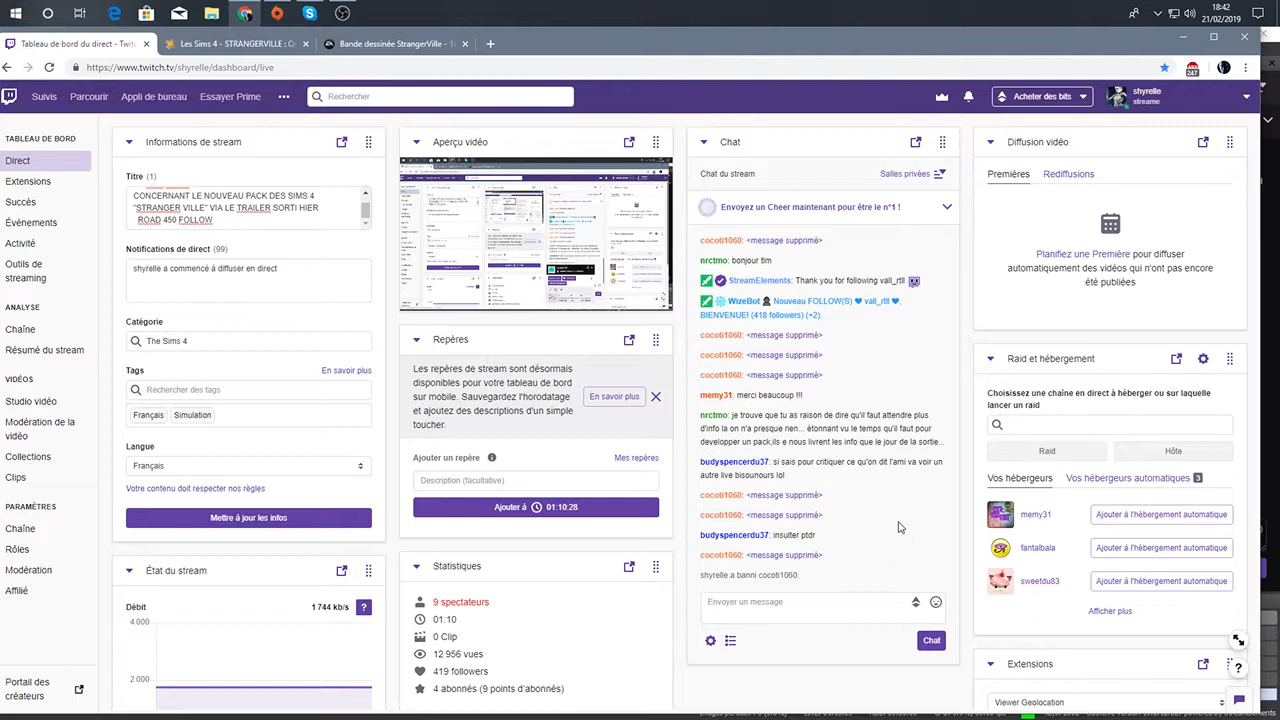 18:42
21/02/2019
Tableau de bord du direct - Twit
Les Sims 4 - STRANGERVILLE : Q
Bande dessinée StrangerVille - 1
https://www.twitch.tv/shyrelle/dashboard/live
247
Suivis
Parcourir
Appli de bureau
Essayer Prime
Rechercher
Acheter des bits
shyrelle
streame
TABLEAU DE BORD
Direct
Extensions
Succès
Événements
Activité
Outils de
streaming
ANALYSE
Chaîne
Résumé du stream
VIDÉOS
Studio vidéo
Modération de la
vidéo
Collections
Clips
PARAMÈTRES
Chaîne
Rôles
Modération
Affilié
Portail des
créateurs
Informations de stream
Titre (1)
CONCERNANT LE NOUVEAU PACK DES SIMS 4
"STRANGER VILLE" VIA LE TRAILER SORTI HIER
ROAD 450 FOLLOW
Notifications de direct (99)
shyrelle a commencé à diffuser en direct
Catégorie
The Sims 4
Tags
En savoir plus
Rechercher des tags
Français
Simulation
Langue
Français
Votre contenu doit respecter nos règles
Mettre à jour les infos
État du stream
Débit
1 744 kb/s
?
4 000
2 000
Aperçu vidéo
Repères
Les repères de stream sont désormais
disponibles pour votre tableau de bord
sur mobile. Sauvegardez l'horodatage
et ajoutez des descriptions d'un simple
toucher.
En savoir plus
Ajouter un repère
Mes repères
Description (facultative)
Ajouter à 01:10:28
Statistiques
9 spectateurs
01:10
0 Clip
12 956 vues
419 followers
4 abonnés (9 points d'abonnés)
Chat
Chat du stream
Salles privées
Envoyez un Cheer maintenant pour être le n°1 !
cocoti1060: <message supprimé>
nrctmo: bonjour tlm
StreamElements: Thank you for following vall_rtll
WizeBot Nouveau FOLLOW(S) vall_rtll ,
BIENVENUE! (418 followers) (+2).
cocoti1060: <message supprimé>
cocoti1060: <message supprimé>
cocoti1060: <message supprimé>
memy31: merci beaucoup !!!
nrctmo: je trouve que tu as raison de dire qu'il faut attendre plus
d'info la on n'a presque rien... étonnant vu le temps qu'il faut pour
developper un pack,ils e nous livrent les info que le jour de la sortie...
budyspencerdu37: si sais pour critiquer ce qu'on dit l'ami va voir un
autre live bisounours lol
cocoti1060: <message supprimé>
cocoti1060: <message supprimé>
budyspencerdu37: insulter ptdr
cocoti1060: <message supprimé>
shyrelle a banni cocoti1060.
Envoyer un message
Chat
Diffusion vidéo
Premières
Rediffusions
Planifiez une Première pour diffuser
automatiquement des vidéos qui n'ont pas encore
été publiées
Raid et hébergement
Choisissez une chaîne en direct à héberger ou sur laquelle
lancer un raid
Raid
Hôte
Vos hébergeurs
Vos hébergeurs automatiques 3
memy31
Ajouter à l'hébergement automatique
fantalbala
Ajouter à l'hébergement automatique
sweetdu83
Ajouter à l'hébergement automatique
Afficher plus
?
Extensions
Viewer Geolocation